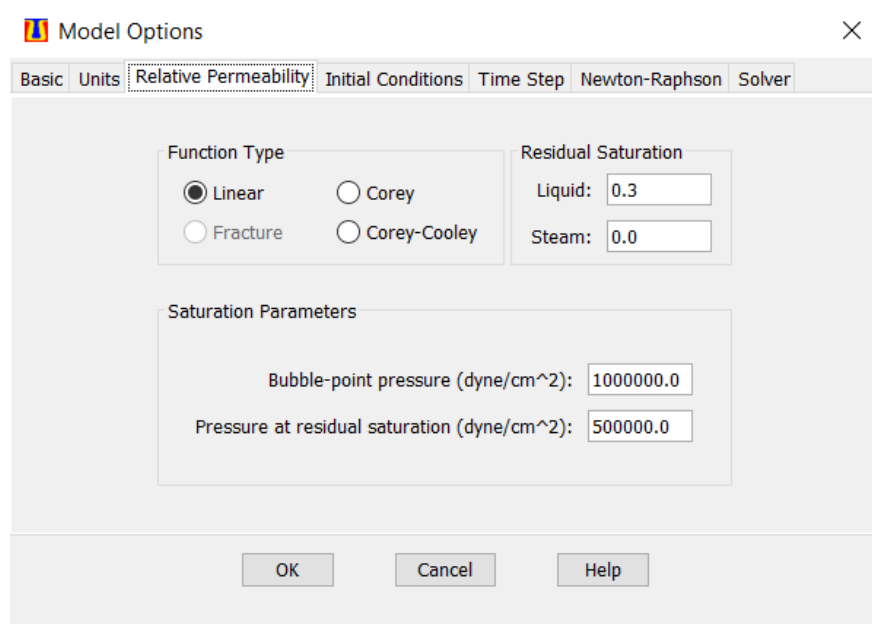 Model Options
Basic Units Relative Permeability Initial Conditions Time Step Newton-Raphson Solver
Function Type
Linear Corey
Fracture Corey-Cooley
Residual Saturation
Liquid: 0.3
Steam: 0.0
Saturation Parameters
Bubble-point pressure (dyne/cm^2): 1000000.0
Pressure at residual saturation (dyne/cm^2): 500000.0
OK Cancel Help